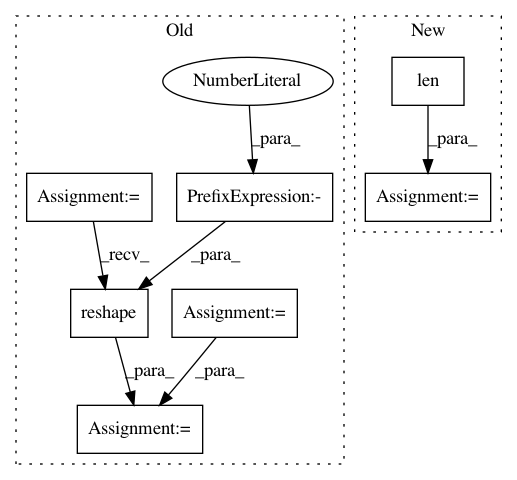 Old
New
NumberLiteral
len
_para_
_para_
Assignment:=
PrefixExpression:-
Assignment:=
_recv_
_para_
reshape
Assignment:=
_para_
_para_
Assignment:=